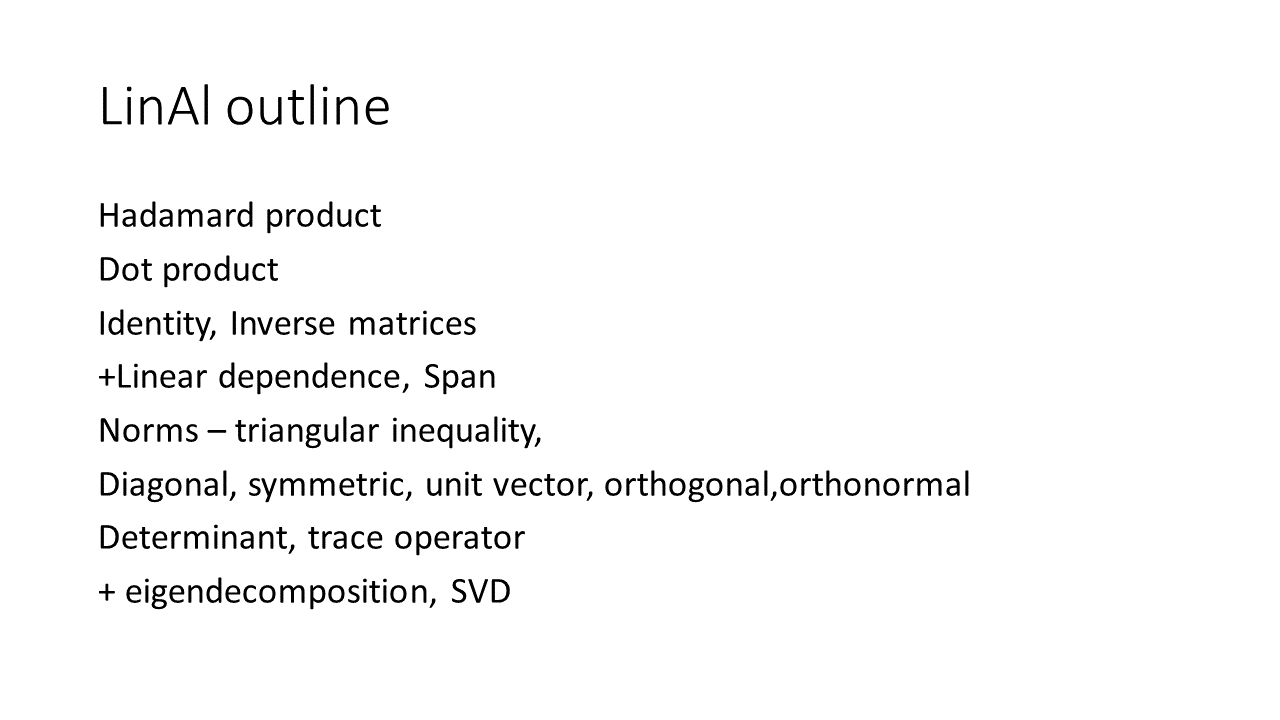 LinAl outline
Hadamard product
Dot product
Identity, Inverse matrices
+Linear dependence, Span
Norms – triangular inequality,
Diagonal, symmetric, unit vector, orthogonal,orthonormal
Determinant, trace operator
+ eigendecomposition, SVD